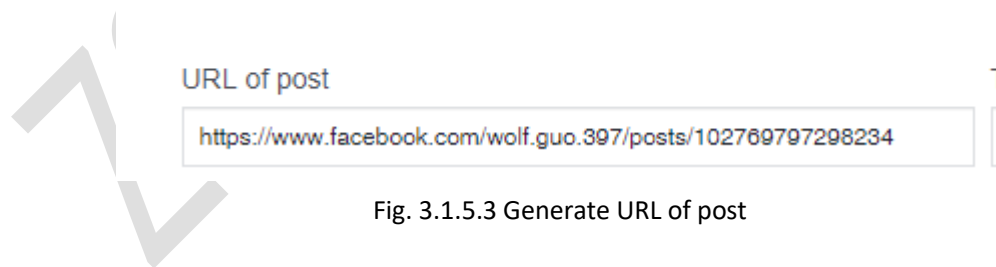 URL of post
https://www.facebook.com/wolf.guo.397/posts/102769797298234
Fig. 3.1.5.3 Generate URL of post